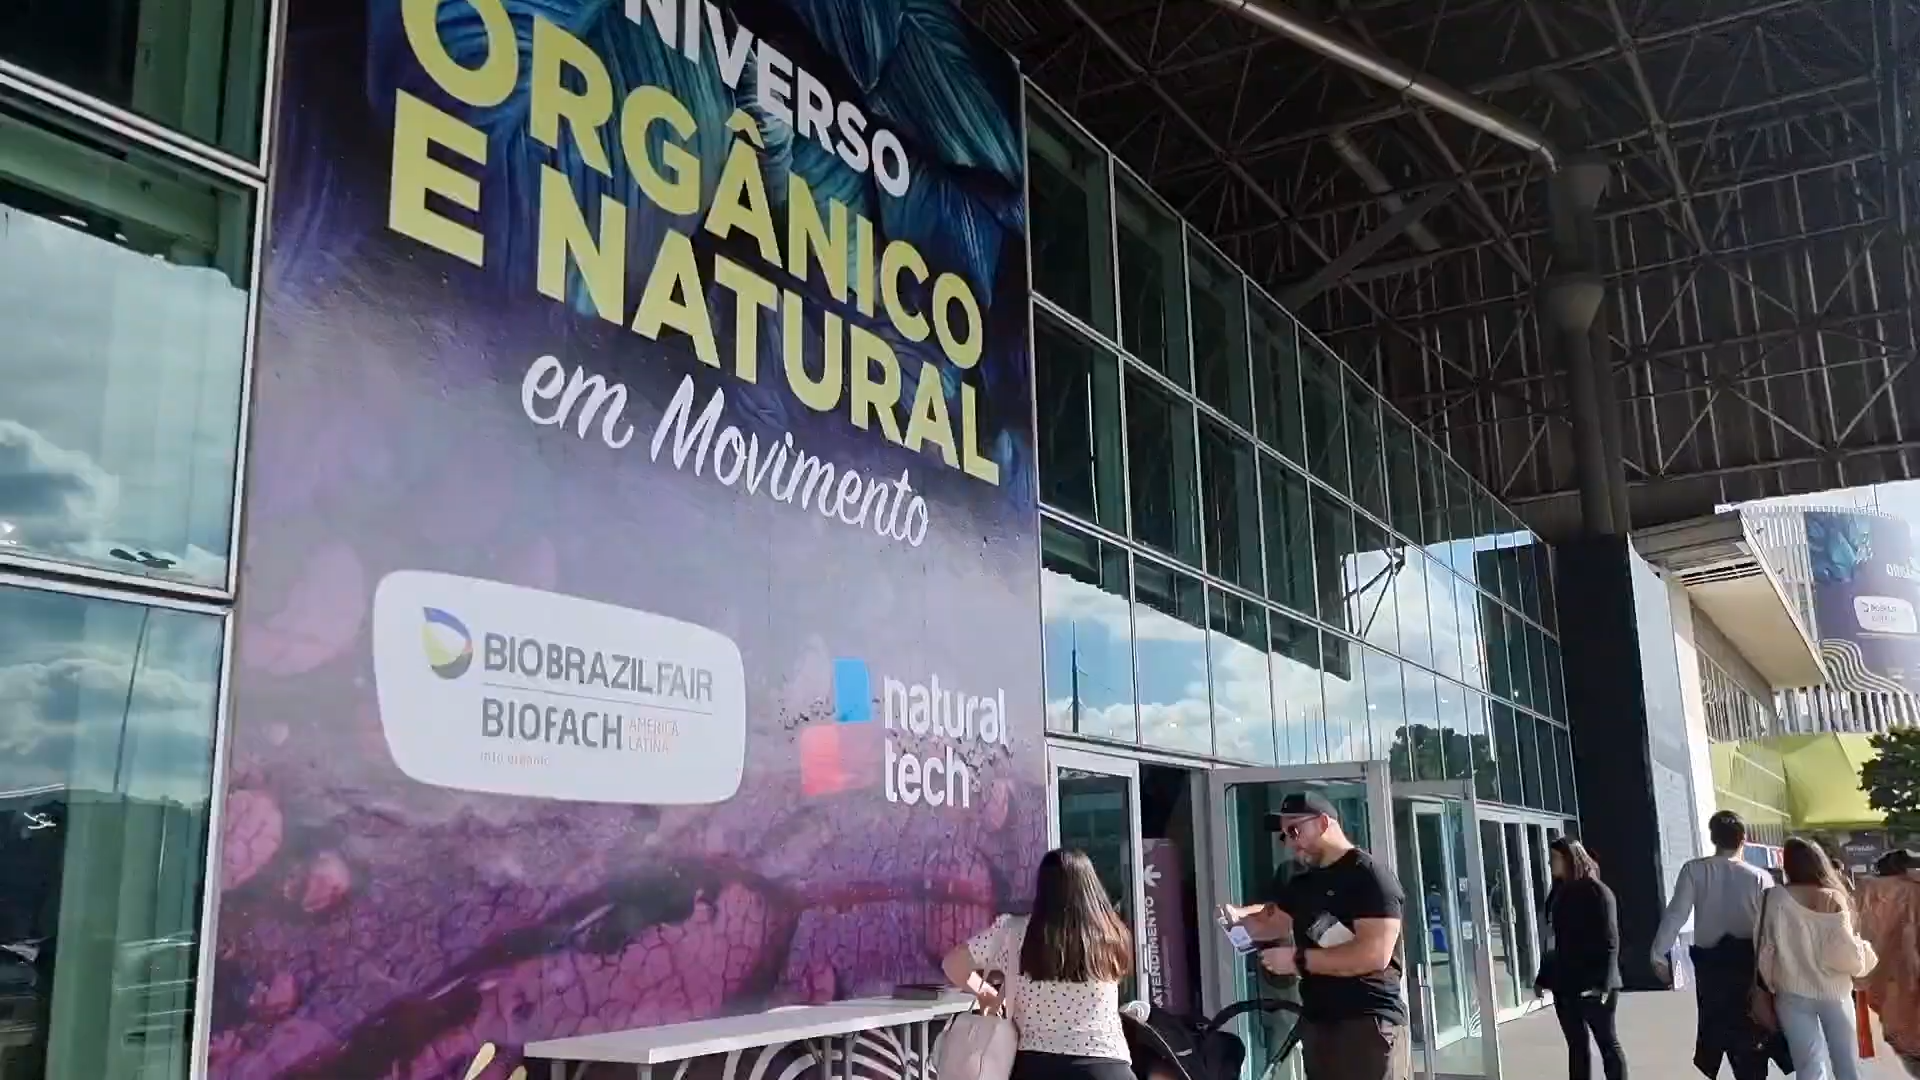 NIVERSO
ORGÂNICO
E NATURAL
em Movimento
BIOBRAZILFAIR
BIOFACH AMERICA
LATINA
into organic
natural
tech
ATENDIMENTO